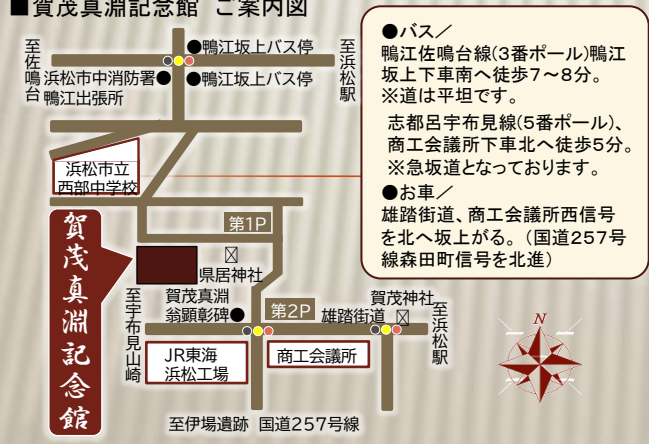 ■賀茂真淵記念館 ご案内図
至佐鳴台
●鴨江坂上バス停
至浜松駅
浜松市中消防署●
鴨江出張所
●鴨江坂上バス停
浜松市立
西部中学校
第1P
賀茂真淵記念館
県居神社
賀茂真淵
翁顕彰碑●
第2P
賀茂神社
雄踏街道
至宇布見山崎
至浜松駅
JR東海
浜松工場
商工会議所
至伊場遺跡 国道257号線
●バス／
鴨江佐鳴台線(3番ポール)鴨江
坂上下車南へ徒歩7～8分。
※道は平坦です。
志都呂宇布見線(5番ポール)、
商工会議所下車北へ徒歩5分。
※急坂道となっております。
●お車／
雄踏街道、商工会議所西信号
を北へ坂上がる。（国道257号
線森田町信号を北進）
N